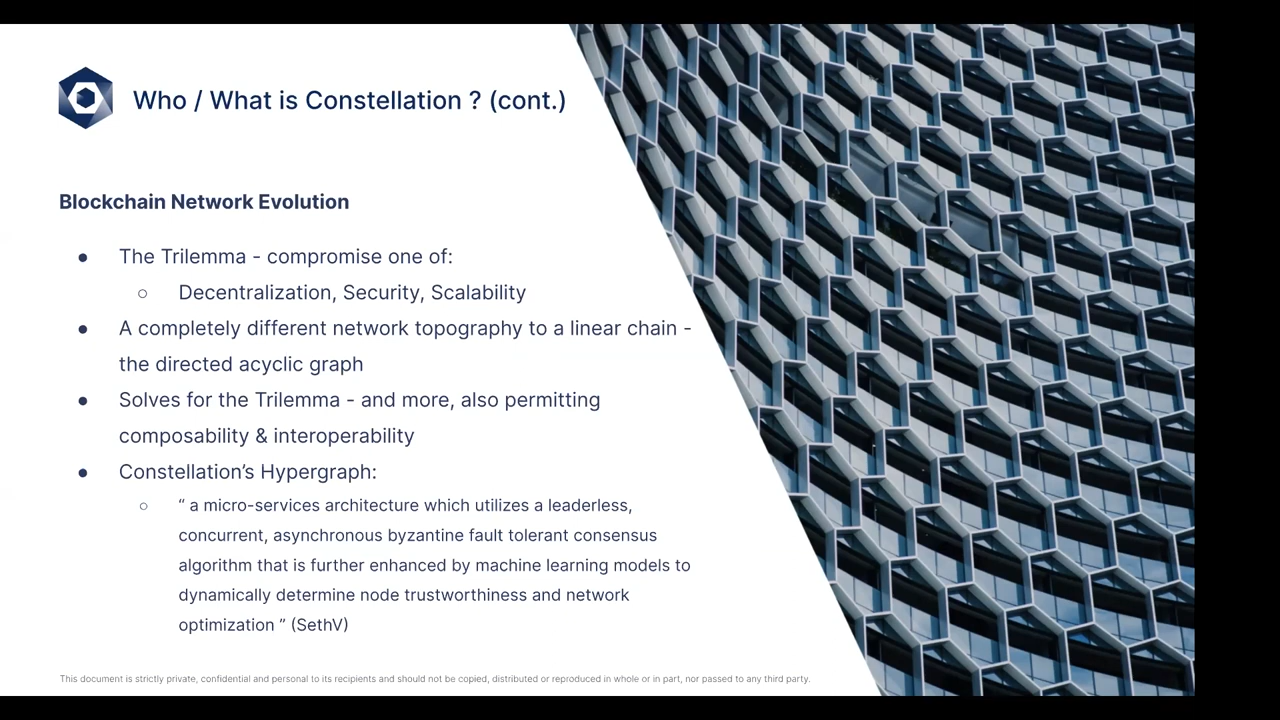 Who / What is Constellation ? (cont.)
Blockchain Network Evolution
● The Trilemma - compromise one of:
○ Decentralization, Security, Scalability
● A completely different network topography to a linear chain -
the directed acyclic graph
● Solves for the Trilemma - and more, also permitting
composability & interoperability
● Constellation’s Hypergraph:
○ “ a micro-services architecture which utilizes a leaderless,
concurrent, asynchronous byzantine fault tolerant consensus
algorithm that is further enhanced by machine learning models to
dynamically determine node trustworthiness and network
optimization ” (SethV)
This document is strictly private, confidential and personal to its recipients and should not be copied, distributed or reproduced in whole or in part, nor passed to any third party.